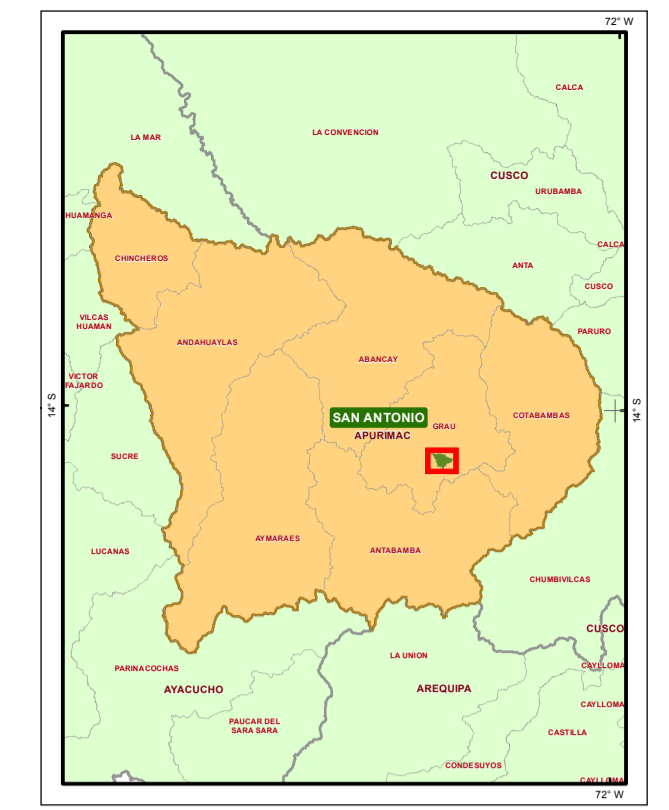 72° W
CALCA
LA MAR
LA CONVENCION
CUSCO
URUBAMBA
HUAMANGA
CALCA
CHINCHEROS
ANTA
CUSCO
VILCAS
HUAMAN
PARURO
ANDAHUAYLAS
ABANCAY
VICTOR
FAJARDO
14° S
14° S
SAN ANTONIO
COTABAMBAS
GRAU
APURIMAC
SUCRE
AYMARAES
ANTABAMBA
LUCANAS
CHUMBIVILCAS
CUSCO
LA UNION
CAYLLOMA
PARINACOCHAS
AYACUCHO
AREQUIPA
CAYLLOMA
PAUCAR DEL
SARA SARA
CASTILLA
CONDESUYOS
CAYLLOMA
72° W